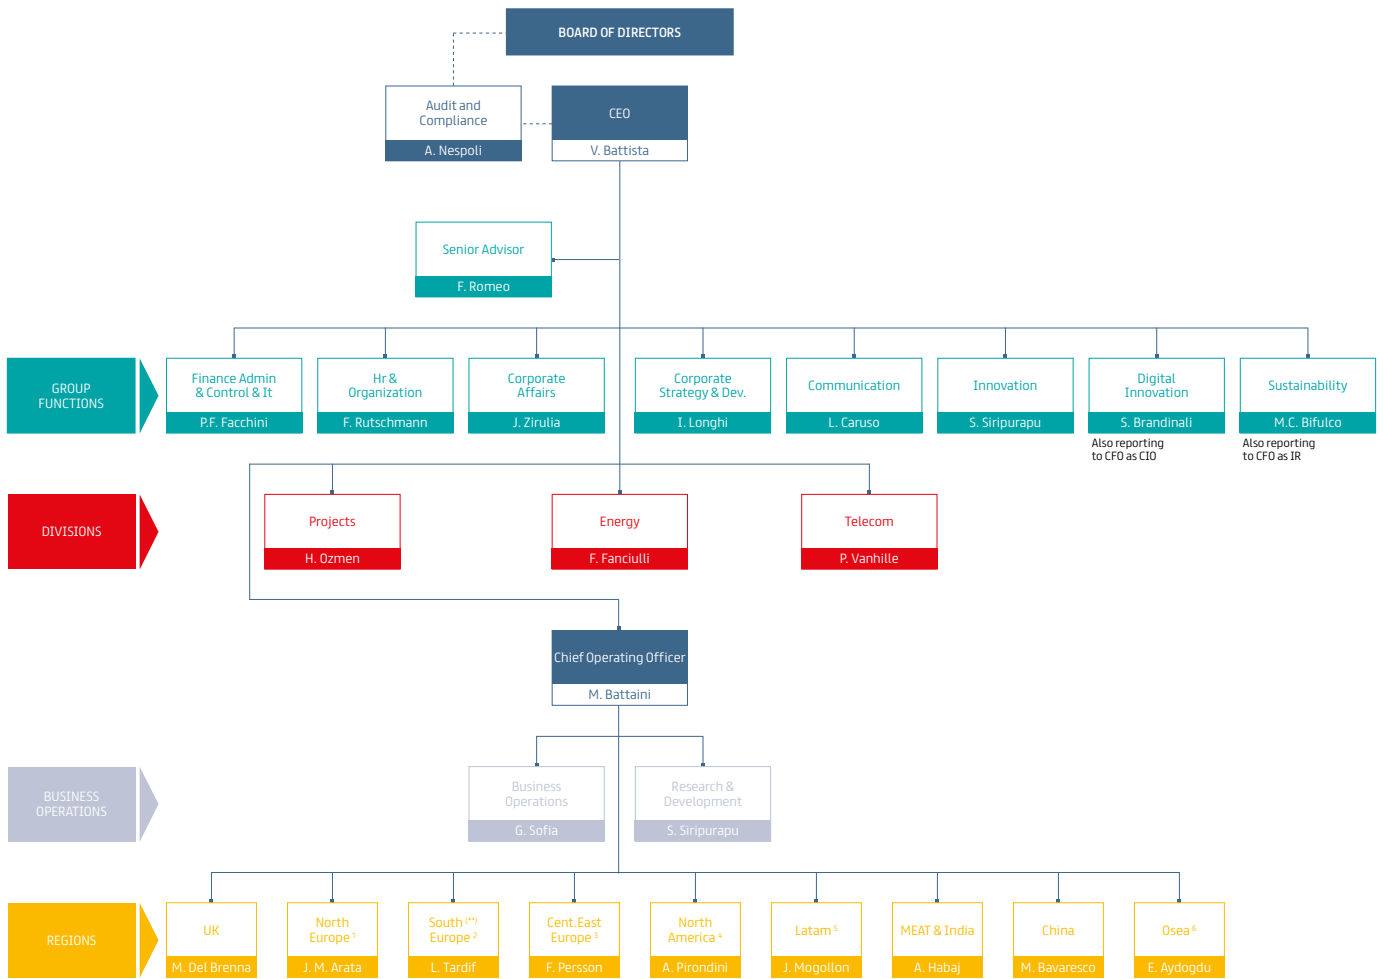 BOARD OF DIRECTORS
Audit and
Compliance
A. Nespoli
CEO
V. Battista
Senior Advisor
F. Romeo
GROUP
FUNCTIONS
Finance Admin
& Control & It
P.F. Facchini
Hr &
Organization
F. Rutschmann
Corporate
Affairs
J. Zirulia
Corporate
Strategy & Dev.
I. Longhi
Communication
L. Caruso
Innovation
S. Siripurapu
Digital
Innovation
S. Brandinali
Also reporting
to CFO as CIO
Sustainability
M.C. Bifulco
Also reporting
to CFO as IR
DIVISIONS
Projects
H. Ozmen
Energy
F. Fanciulli
Telecom
P. Vanhille
Chief Operating Officer
M. Battaini
BUSINESS
OPERATIONS
Business
Operations
G. Sofia
Research &
Development
S. Siripurapu
REGIONS
UK
M. Del Brenna
North
Europe 1
J. M. Arata
South (**)
Europe 2
L. Tardif
Cent.East
Europe 3
F. Persson
North
America 4
A. Pirondini
Latam 5
J. Mogollon
MEAT & India
A. Habaj
China
M. Bavaresco
Osea 6
E. Aydogdu